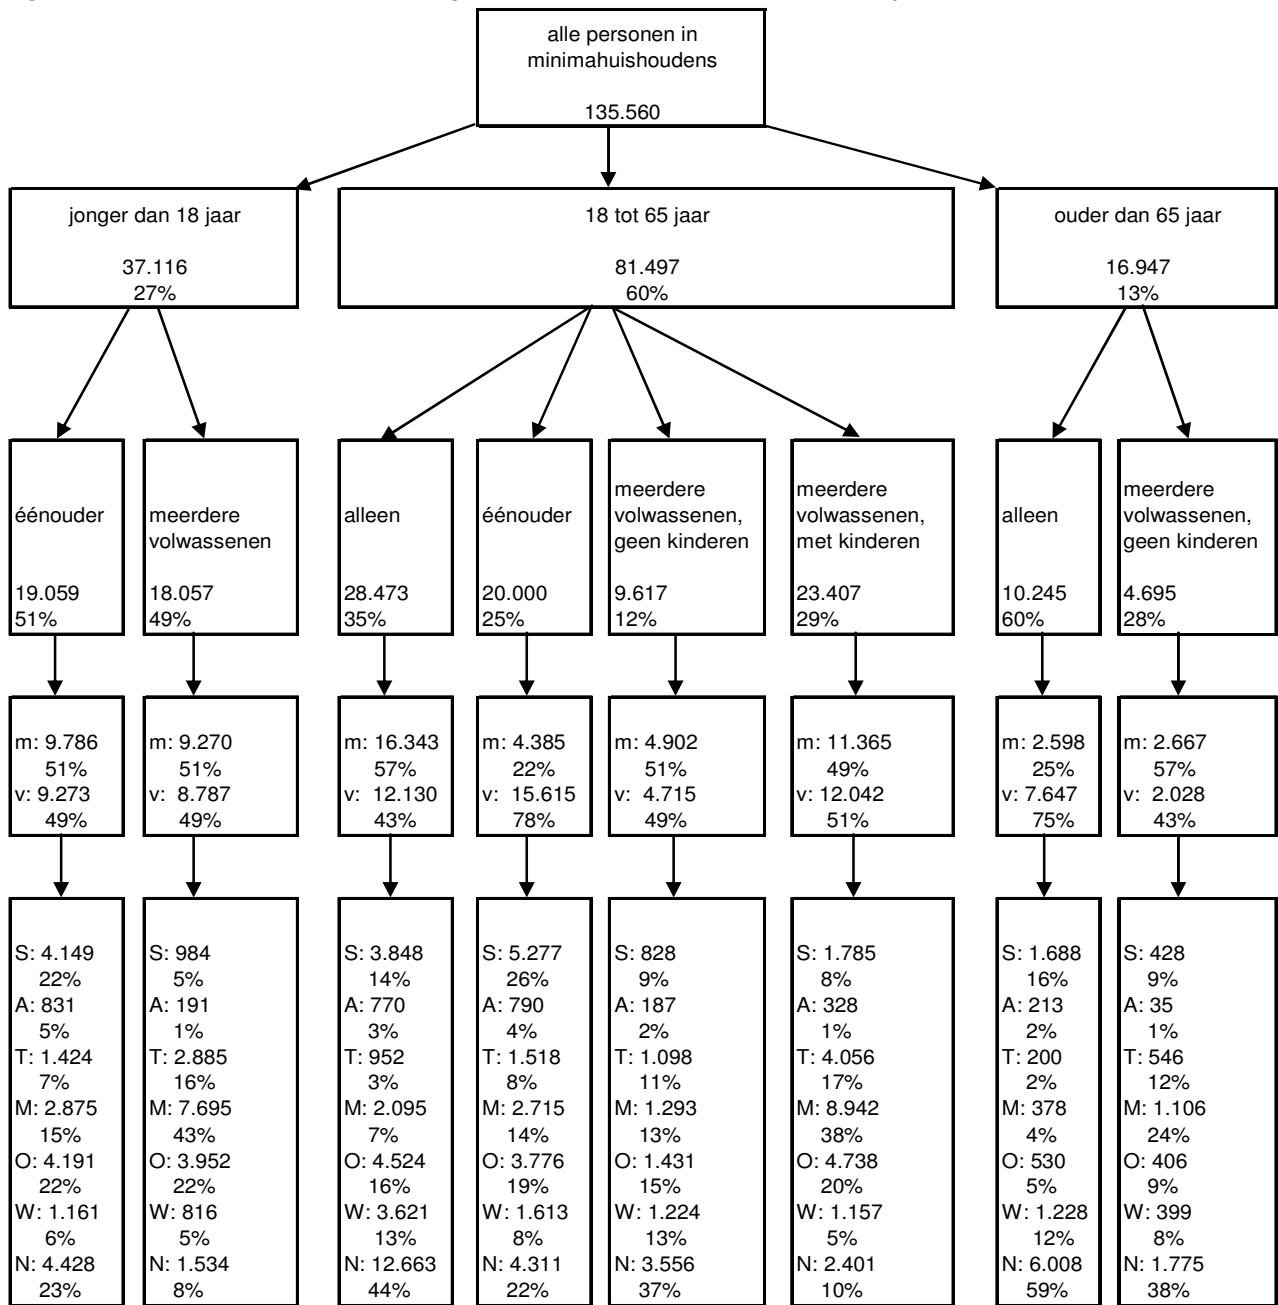 alle personen in
minimahuishoudens
135.560
jonger dan 18 jaar
37.116
27%
18 tot 65 jaar
81.497
60%
ouder dan 65 jaar
16.947
13%
éénouder
19.059
51%
meerdere
volwassenen
18.057
49%
alleen
28.473
35%
éénouder
20.000
25%
meerdere
volwassenen,
geen kinderen
9.617
12%
meerdere
volwassenen,
met kinderen
23.407
29%
alleen
10.245
60%
meerdere
volwassenen,
geen kinderen
4.695
28%
m: 9.786
51%
v: 9.273
49%
m: 9.270
51%
v: 8.787
49%
m: 16.343
57%
v: 12.130
43%
m: 4.385
22%
v: 15.615
78%
m: 4.902
51%
v: 4.715
49%
m: 11.365
49%
v: 12.042
51%
m: 2.598
25%
v: 7.647
75%
m: 2.667
57%
v: 2.028
43%
S: 4.149
22%
A: 831
5%
T: 1.424
7%
M: 2.875
15%
O: 4.191
22%
W: 1.161
6%
N: 4.428
23%
S: 984
5%
A: 191
1%
T: 2.885
16%
M: 7.695
43%
O: 3.952
22%
W: 816
5%
N: 1.534
8%
S: 3.848
14%
A: 770
3%
T: 952
3%
M: 2.095
7%
O: 4.524
16%
W: 3.621
13%
N: 12.663
44%
S: 5.277
26%
A: 790
4%
T: 1.518
8%
M: 2.715
14%
O: 3.776
19%
W: 1.613
8%
N: 4.311
22%
S: 828
9%
A: 187
2%
T: 1.098
11%
M: 1.293
13%
O: 1.431
15%
W: 1.224
13%
N: 3.556
37%
S: 1.785
8%
A: 328
1%
T: 4.056
17%
M: 8.942
38%
O: 4.738
20%
W: 1.157
5%
N: 2.401
10%
S: 1.688
16%
A: 213
2%
T: 200
2%
M: 378
4%
O: 530
5%
W: 1.228
12%
N: 6.008
59%
S: 428
9%
A: 35
1%
T: 546
12%
M: 1.106
24%
O: 406
9%
W: 399
8%
N: 1.775
38%